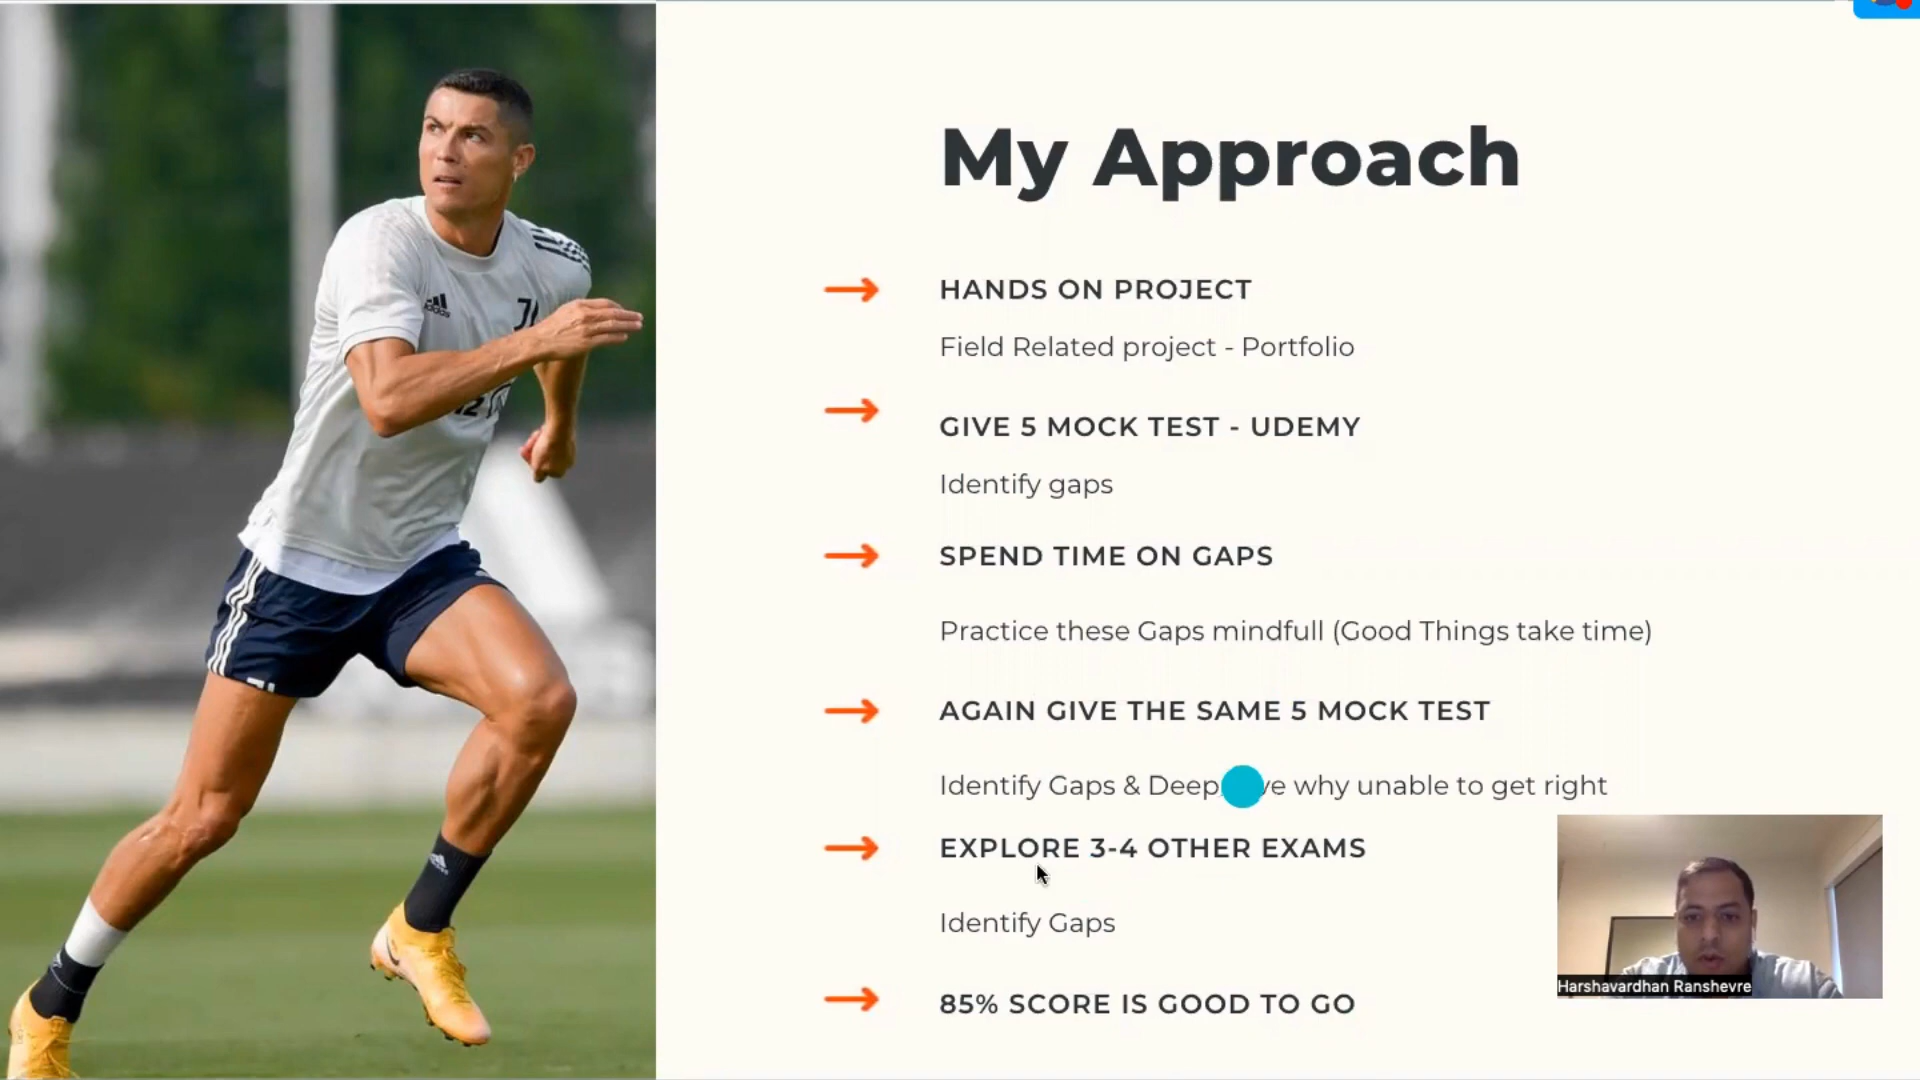 My Approach
HANDS ON PROJECT
Field Related project - Portfolio
GIVE 5 MOCK TEST - UDEMY
Identify gaps
SPEND TIME ON GAPS
Practice these Gaps mindfull (Good Things take time)
AGAIN GIVE THE SAME 5 MOCK TEST
Identify Gaps & Deep why unable to get right
EXPLORE 3-4 OTHER EXAMS
Identify Gaps
85% SCORE IS GOOD TO GO
Harshavardhan Ranshevre
adidas